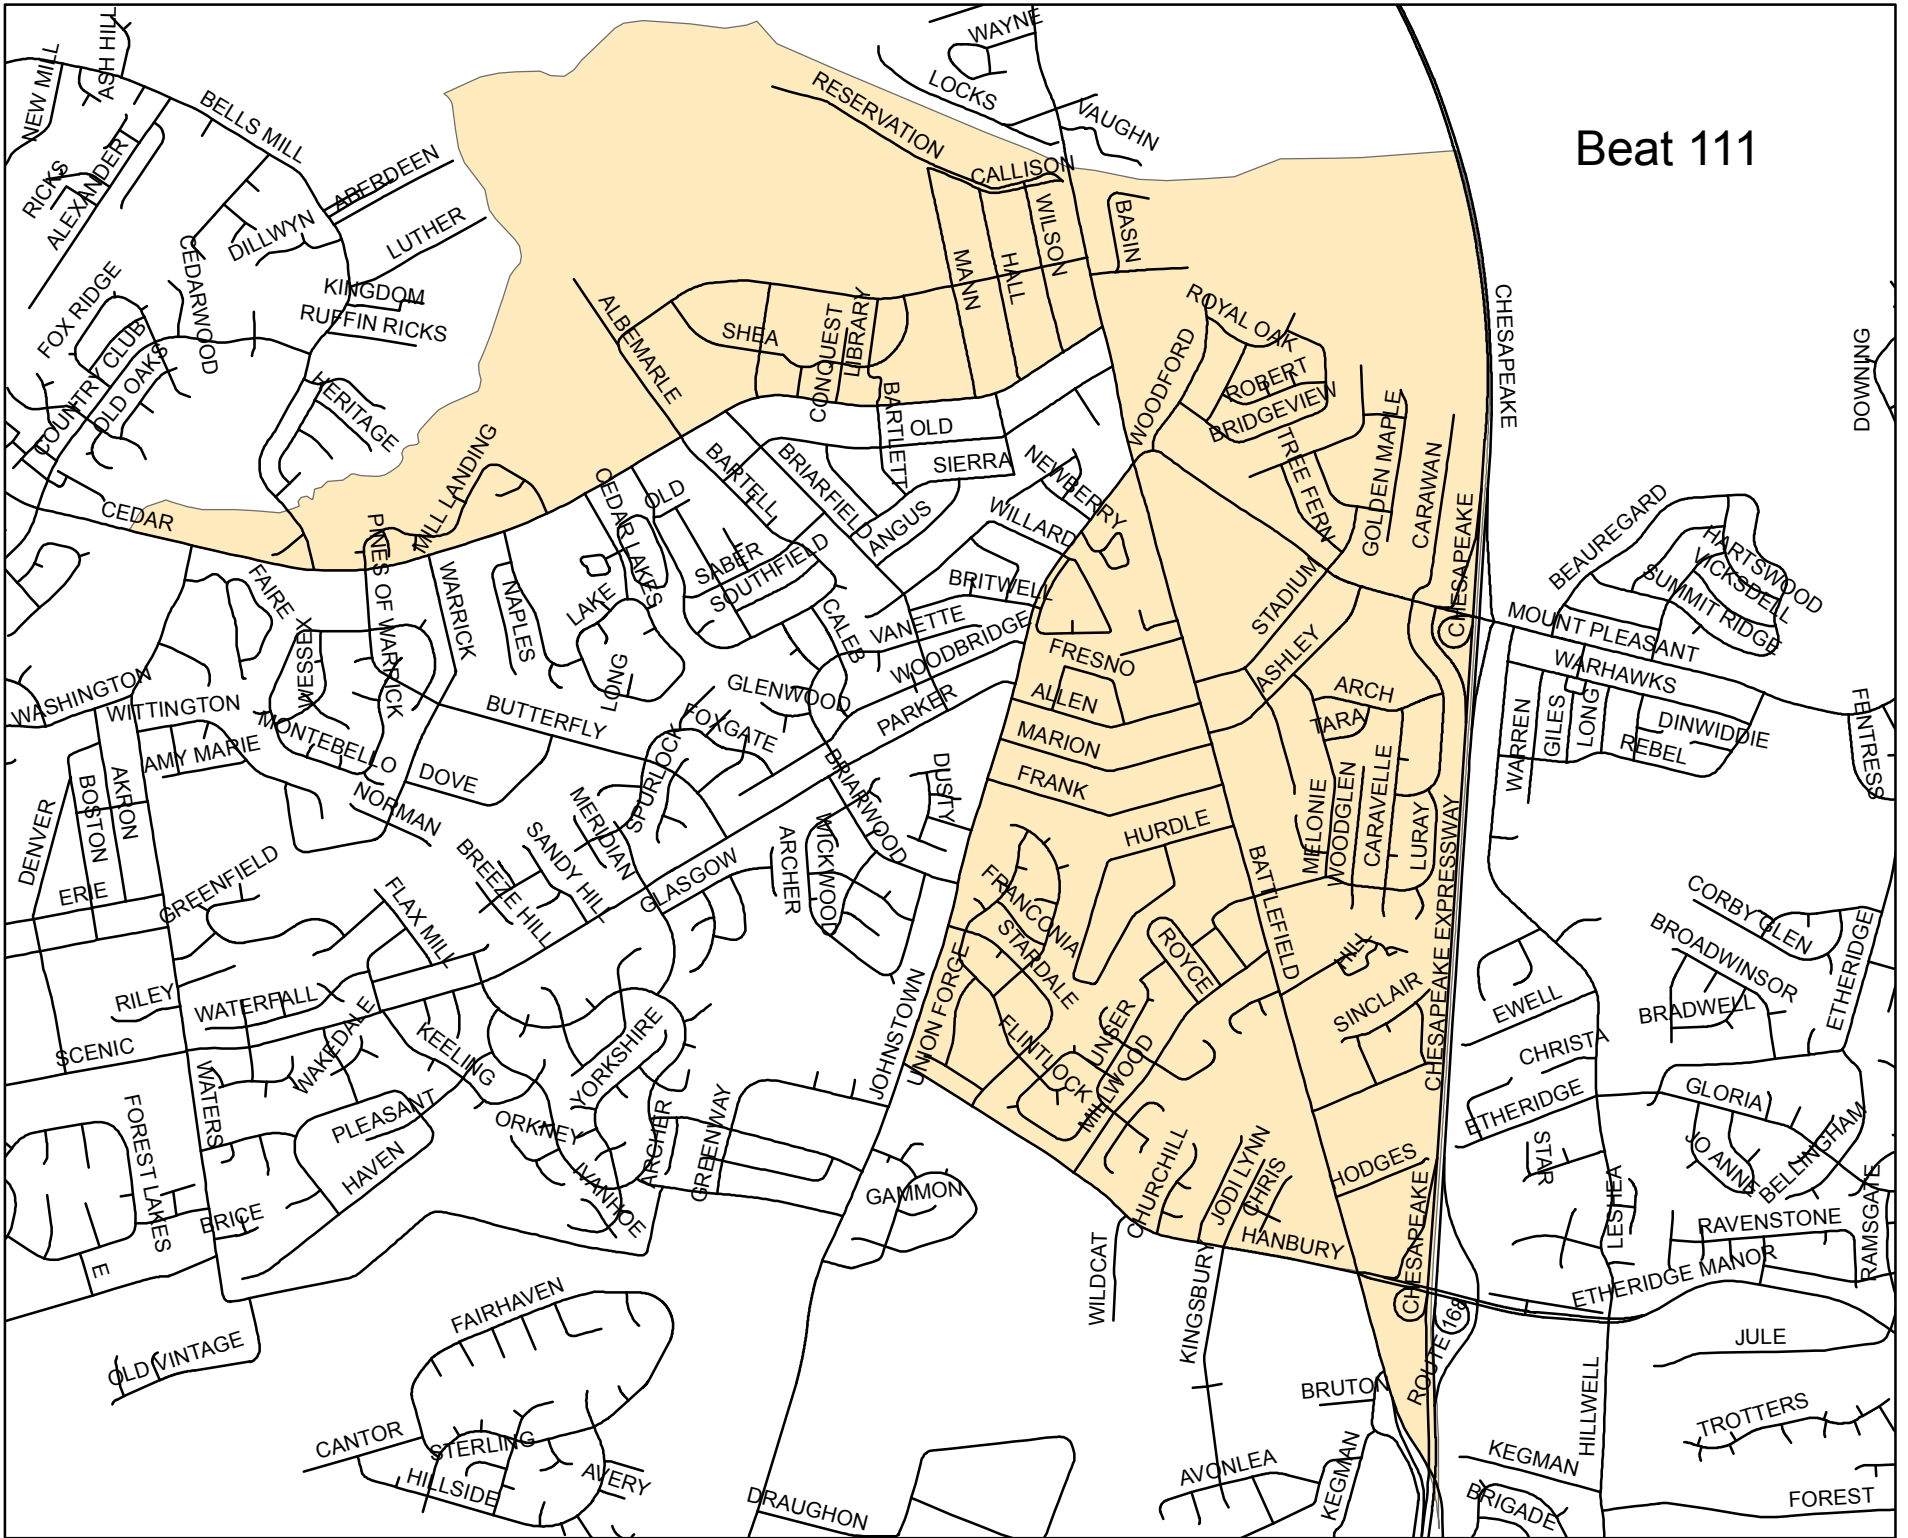 Beat 111
WAYNE
ASH HILL
NEW MILL
BELLS MILL
LOCKS
VAUGHN
RESERVATION
CALLISON
RICKS
ALEXANDER
ABERDEEN
DILLWYN
LUTHER
CEDARWOOD
WILSON
BASIN
MANN
HALL
FOX RIDGE
KINGDOM
RUFFIN RICKS
COUNTRY CLUB
OLD OAKS
HERITAGE
ALBEMARLE
SHEA
CONQUEST
LIBRARY
BARTLETT
OLD
SIERRA
ROYAL OAK
WOODFORD
ROBERT
BRIDGEVIEW
CHESAPEAKE
DOWNING
TREE FERN
GOLDEN MAPLE
CARAWAN
CHESAPEAKE
CEDAR
MILL LANDING
PINES OF WARRICK
BARTELL
BRIARFIELD
CEDAR LAKES
OLD
ANGUS
NEWBERRY
WILLARD
SABER
SOUTHFIELD
BRITWELL
VANETTE
WOODBRIDGE
CALEB
FAIRE
WESSEX
WARRICK
NAPLES
LAKE
LONG
STADIUM
ASHLEY
BEAUREGARD
HARTSWOOD
VICKSDELL
SUMMIT RIDGE
MOUNT PLEASANT
WARHAWKS
WASHINGTON
WITTINGTON
MONTEBELLO
AMY MARIE
BUTTERFLY
GLENWOOD
FOXGATE
PARKER
FRESNO
ALLEN
MARION
FRANK
ARCH
TARA
WARREN
GILES
LONG
DINWIDDIE
REBEL
FENTRESS
DENVER
BOSTON
AKRON
DOVE
NORMAN
SPURLOCK
MERIDIAN
BRIARWOOD
DUSTY
HURDLE
MELONIE
WOODGLEN
CARAVELLE
LURAY
CHESAPEAKE EXPRESSWAY
ERIE
GREENFIELD
FLAX MILL
BREEZE HILL
SANDY HILL
GLASGOW
ARCHER
WICKWOOD
BATTLEFIELD
FRANCONIA
STARDALE
ROYCE
HILL
SINCLAIR
CORBY GLEN
BROADWINSOR
BRADWELL
ETHERIDGE
RILEY
WATERFALL
SCENIC
WAKEDALE
KEELING
YORKSHIRE
JOHNSTOWN
UNION FORGE
FLINTLOCK
UNSER
MILLWOOD
EWELL
CHRISTA
ETHERIDGE
GLORIA
WATERS
FOREST LAKES
PLEASANT
HAVEN
ORKNEY
IVANHOE
ARCHER
GREENWAY
BRICE
GAMMON
CHURCHILL
JODI LYNN
CHRIS
HODGES
HANBURY
CHESAPEAKE
STAR
JO ANNE
BELLINGHAM
LESHEA
RAVENSTONE
ETHERIDGE MANOR
RAMSGATE
E
WILDCAT
KINGSBURY
ROUTE 168
FAIRHAVEN
OLD VINTAGE
JULE
BRUTON
HILLWELL
TROTTERS
CANTOR
STERLING
HILLSIDE
AVERY
DRAUGHON
AVONLEA
KEGMAN
KEGMAN
BRIGADE
FOREST